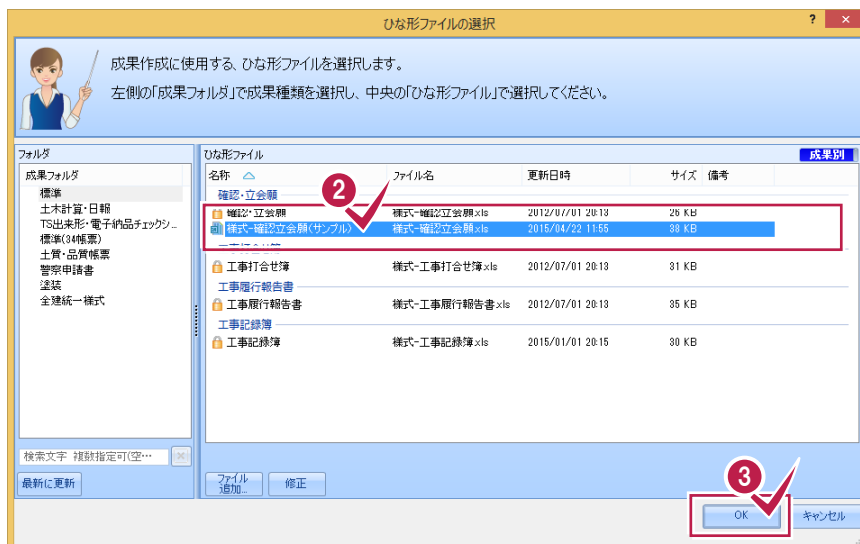 ひな形ファイルの選択
? ×
成果作成に使用する、ひな形ファイルを選択します。
左側の「成果フォルダ」で成果種類を選択し、中央の「ひな形ファイル」で選択してください。
フォルダ
成果フォルダ
標準
土木計算・日報
TS出来形・電子納品チェックシ...
標準(34帳票)
土質・品質帳票
警察申請書
塗装
全建統一様式
検索文字 複数指定可(空…
最新に更新
ひな形ファイル 成果別
名称 ファイル名 更新日時 サイズ 備考
確認・立会願
確認・立会願 様式-確認立会願.xls 2012/07/01 20:13 26 KB
様式-確認立会願(サンプル) 様式-確認立会願.xls 2015/04/22 11:55 38 KB
工事打合せ簿
工事打合せ簿 様式-工事打合せ簿.xls 2012/07/01 20:13 31 KB
工事履行報告書
工事履行報告書 様式-工事履行報告書.xls 2012/07/01 20:13 35 KB
工事記録簿
工事記録簿 様式-工事記録簿.xls 2015/01/01 20:15 30 KB
2
ファイル
追加...
修正
3
OK
キャンセル